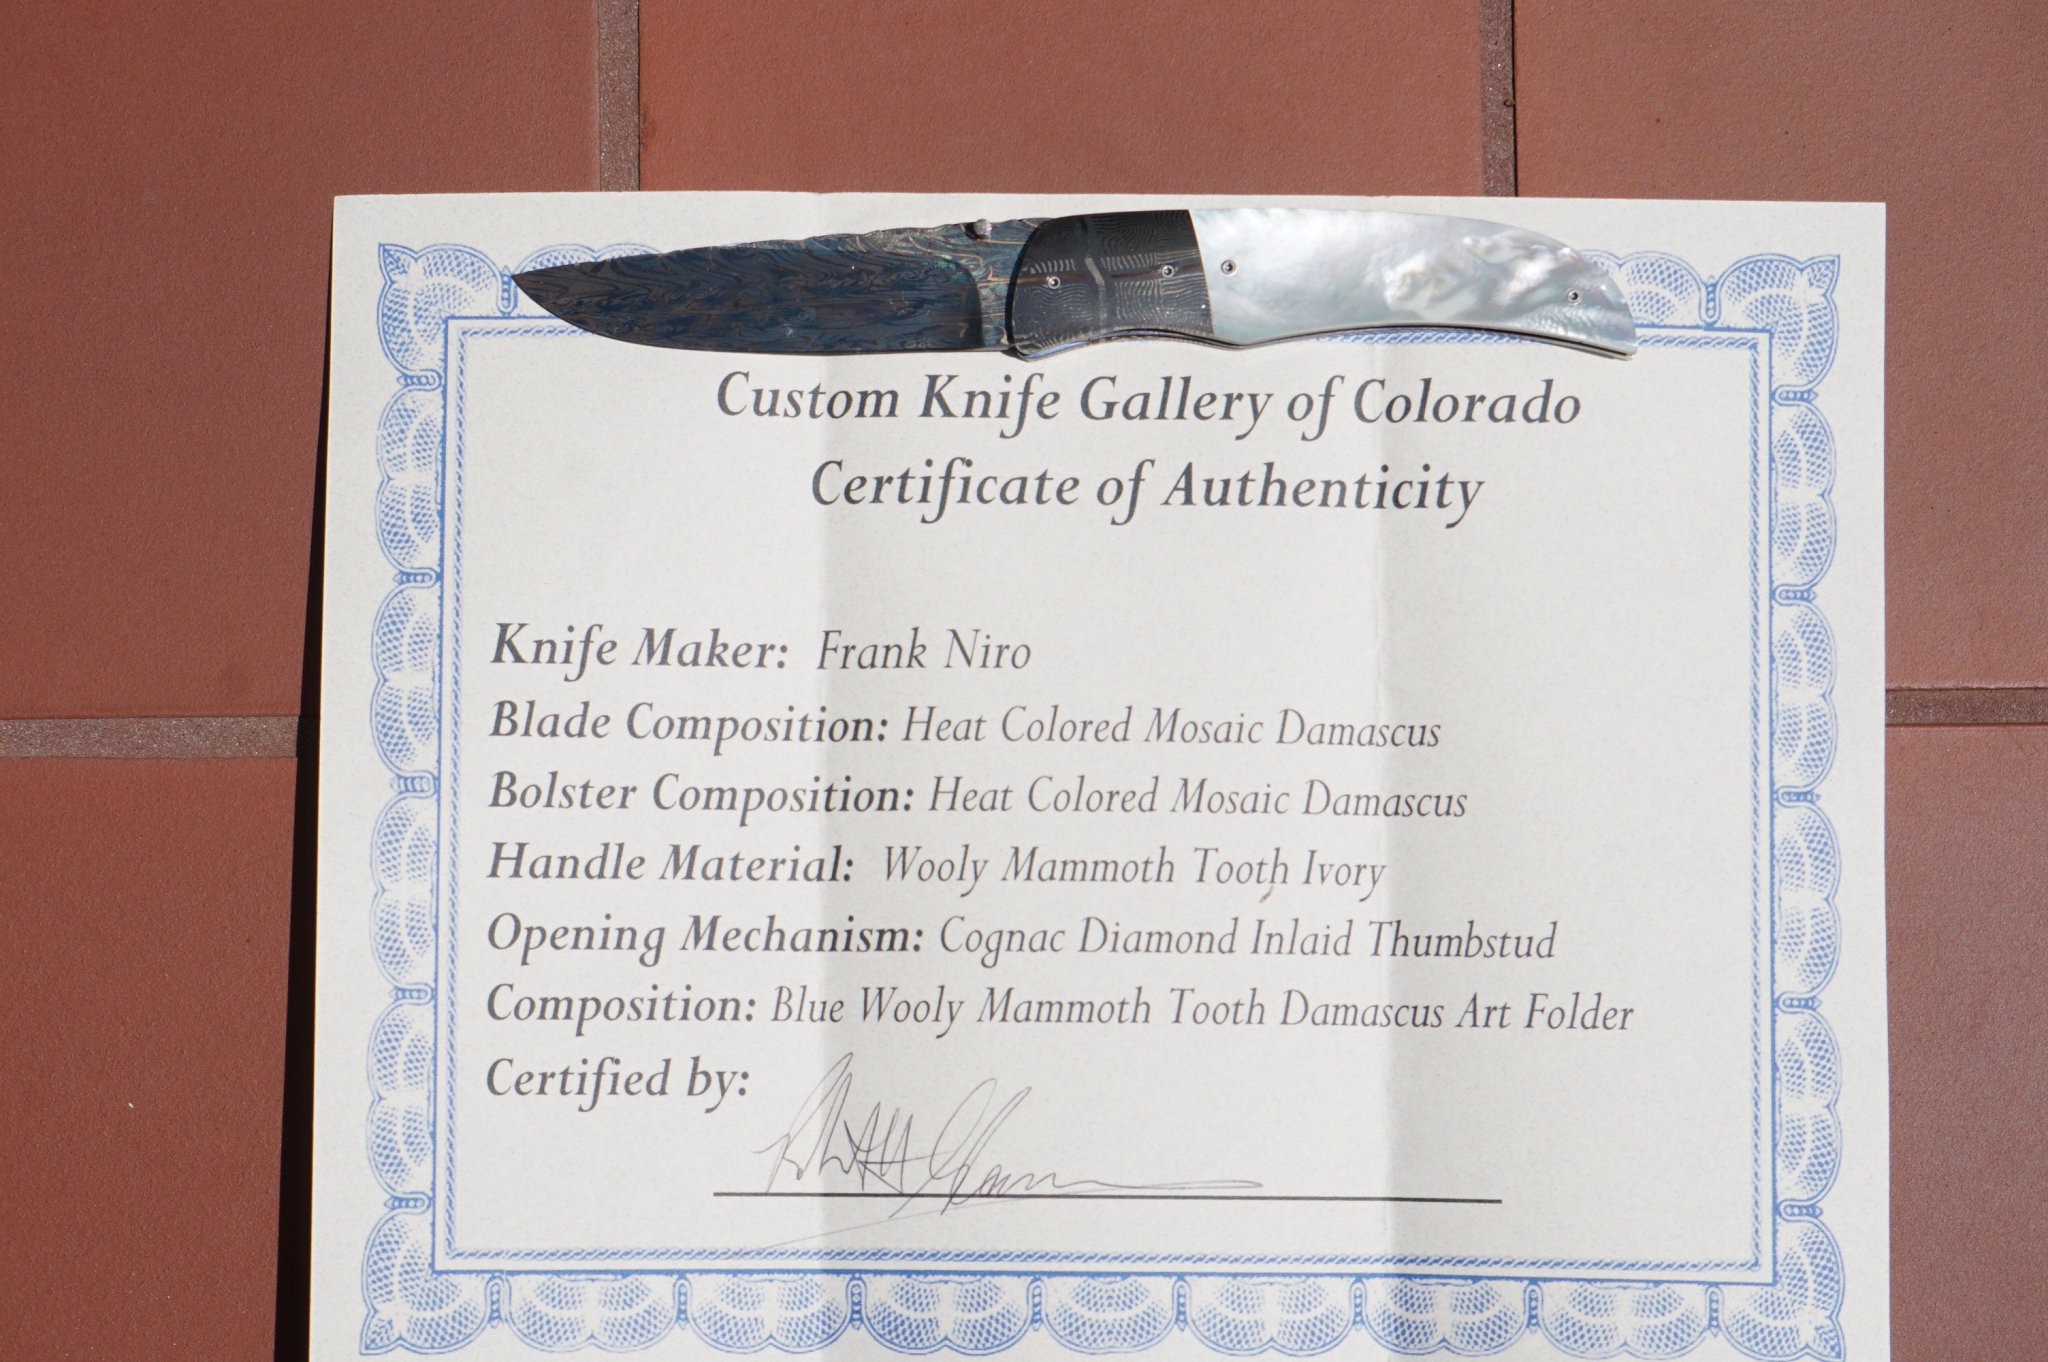 Custom Knife Gallery of Colorado
Certificate of Authenticity
Knife Maker: Frank Niro
Blade Composition: Heat Colored Mosaic Damascus
Bolster Composition: Heat Colored Mosaic Damascus
Handle Material: Wooly Mammoth Tooth Ivory
Opening Mechanism: Cognac Diamond Inlaid Thumbstud
Composition: Blue Wooly Mammoth Tooth Damascus Art Folder
Certified by: